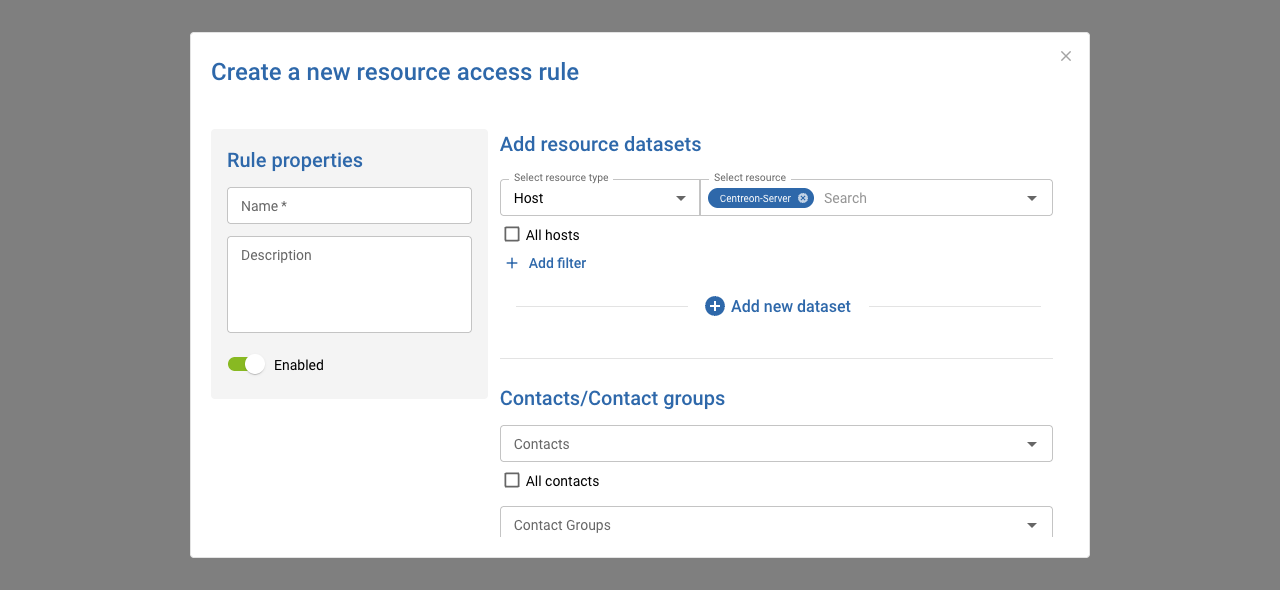 Create a new resource access rule
Rule properties
Name *
Description
Enabled
Add resource datasets
Select resource type
Host
Select resource
Centreon-Server
Search
All hosts
Add filter
Add new dataset
Contacts/Contact groups
Contacts
All contacts
Contact Groups